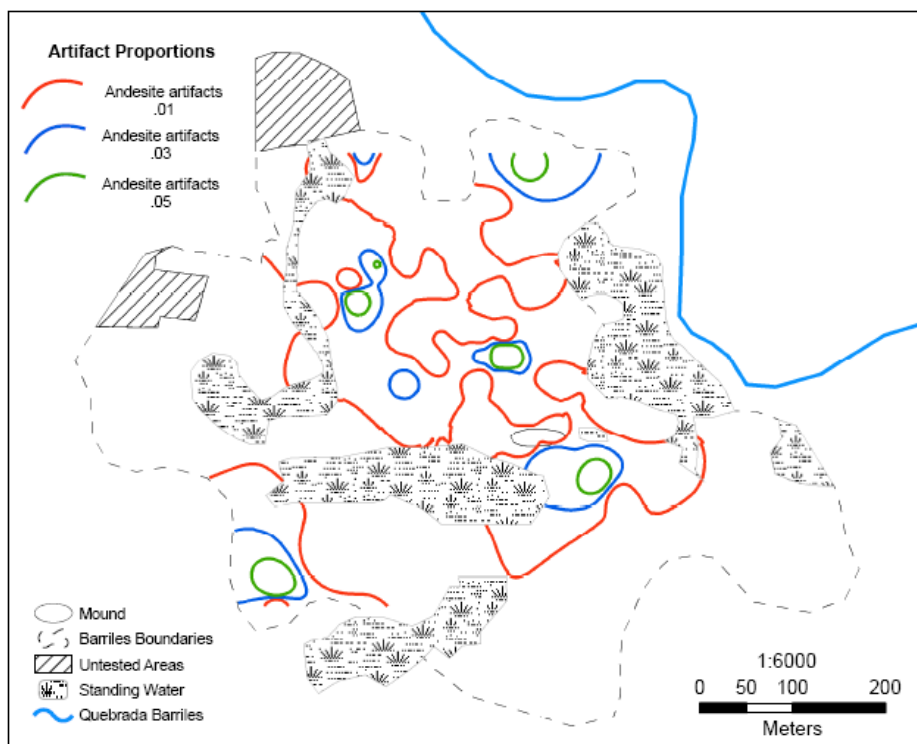 Artifact Proportions
Andesite artifacts
.01
Andesite artifacts
.03
Andesite artifacts
.05
Mound
Barriles Boundaries
Untested Areas
Standing Water
Quebrada Barriles
1:6000
0 50 100 200
Meters